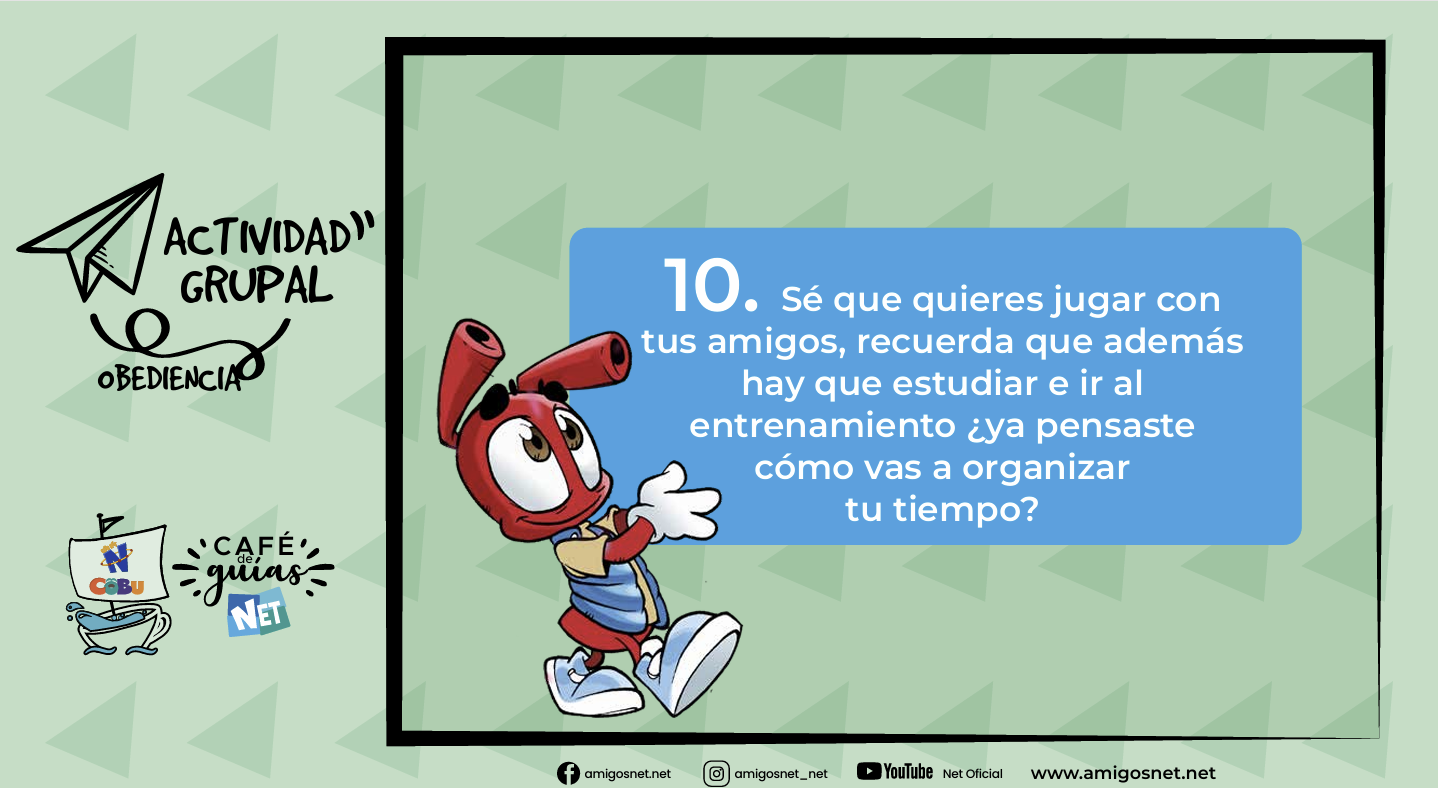 ACTIVIDAD
GRUPAL
OBEDIENCIA
N
COBU
CAFÉ
de
guías
NET
10. Sé que quieres jugar con
tus amigos, recuerda que además
hay que estudiar e ir al
entrenamiento ¿ya pensaste
cómo vas a organizar
tu tiempo?
amigosnet.net
amigosnet_net
YouTube Net Oficial
www.amigosnet.net